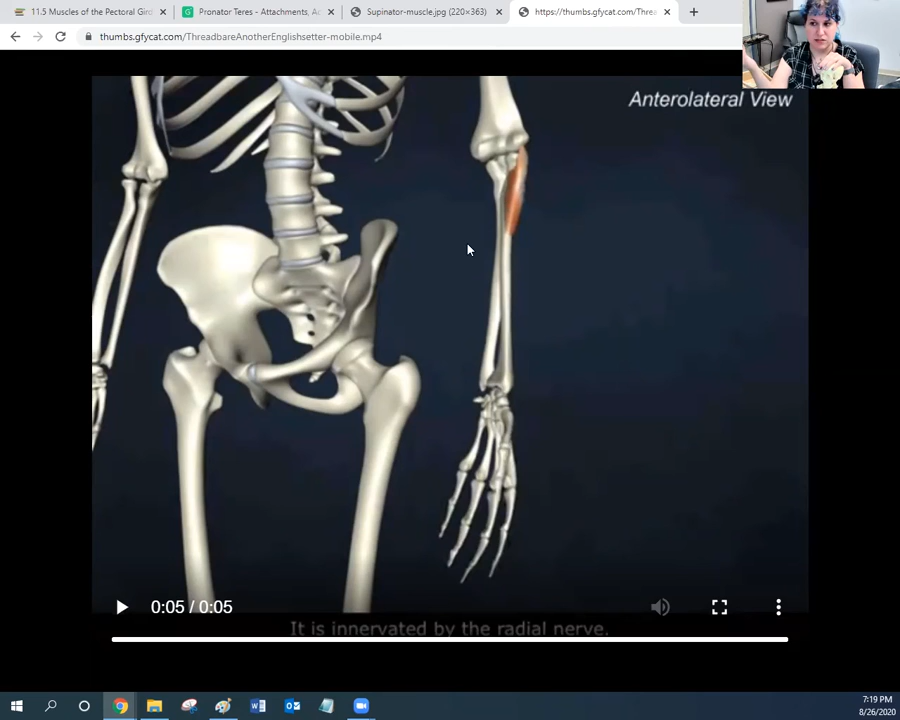 11.5 Muscles of the Pectoral Gird
Pronator Teres - Attachments, Ac
Supinator-muscle.jpg (220×363)
https://thumbs.gfycat.com/Threa
thumbs.gfycat.com/ThreadbareAnotherEnglishsetter-mobile.mp4
Anterolateral View
0:05 / 0:05
It is innervated by the radial nerve.
7:19 PM
8/26/2020